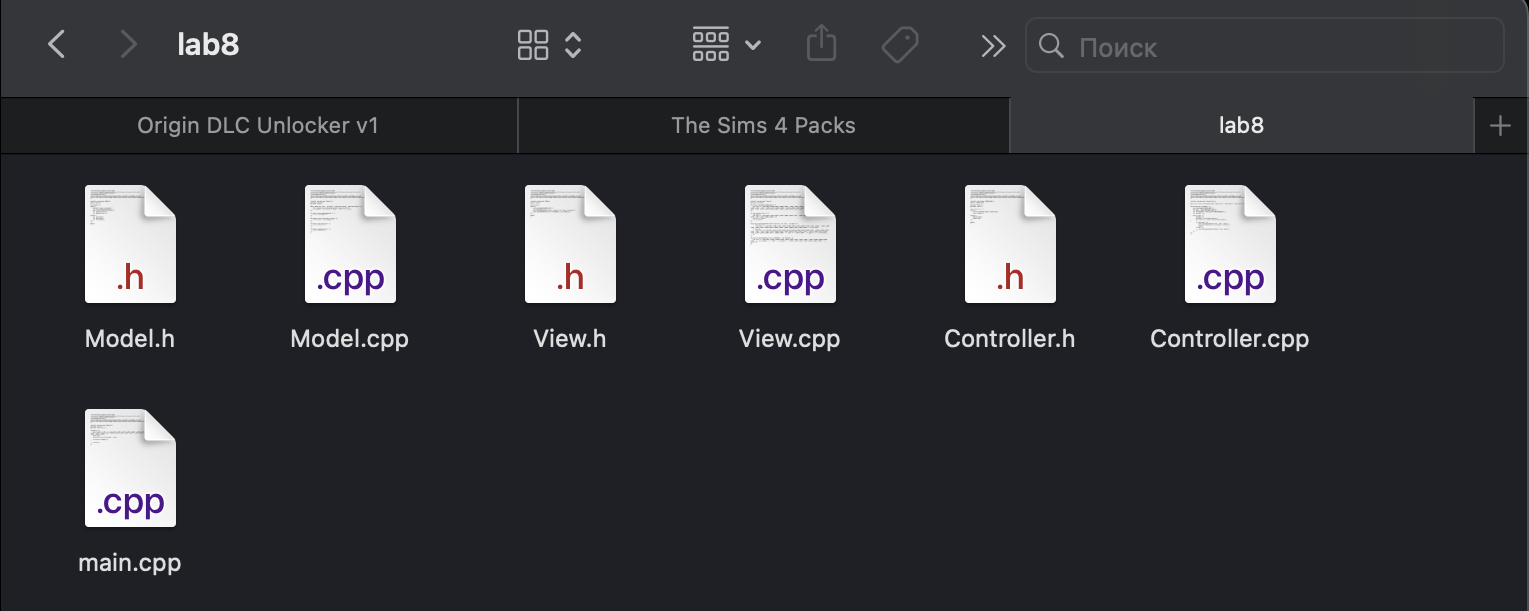 lab8
Поиск
Origin DLC Unlocker v1
The Sims 4 Packs
lab8
.h
.cpp
.h
.cpp
.h
.cpp
Model.h
Model.cpp
View.h
View.cpp
Controller.h
Controller.cpp
.cpp
main.cpp